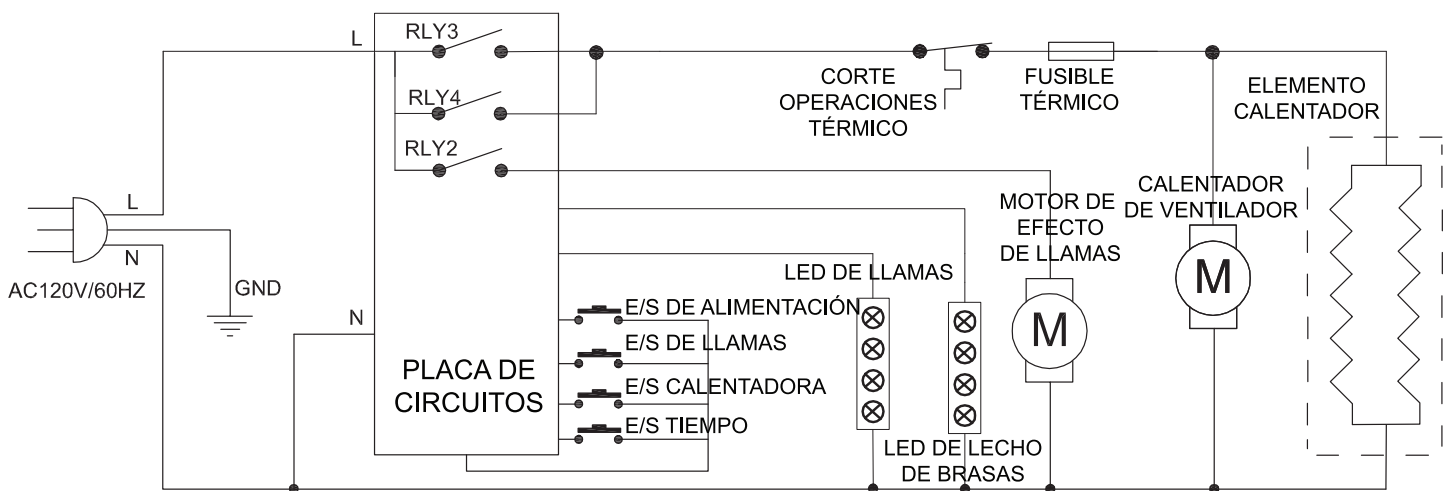 L
RLY3
RLY4
RLY2
CORTE
OPERACIONES
TÉRMICO
FUSIBLE
TÉRMICO
ELEMENTO
CALENTADOR
L
N
AC120V/60HZ
GND
N
PLACA DE
CIRCUITOS
E/S DE ALIMENTACIÓN
E/S DE LLAMAS
E/S CALENTADORA
E/S TIEMPO
LED DE LLAMAS
LED DE LECHO
DE BRASAS
MOTOR DE
EFECTO
DE LLAMAS
M
CALENTADOR
DE VENTILADOR
M